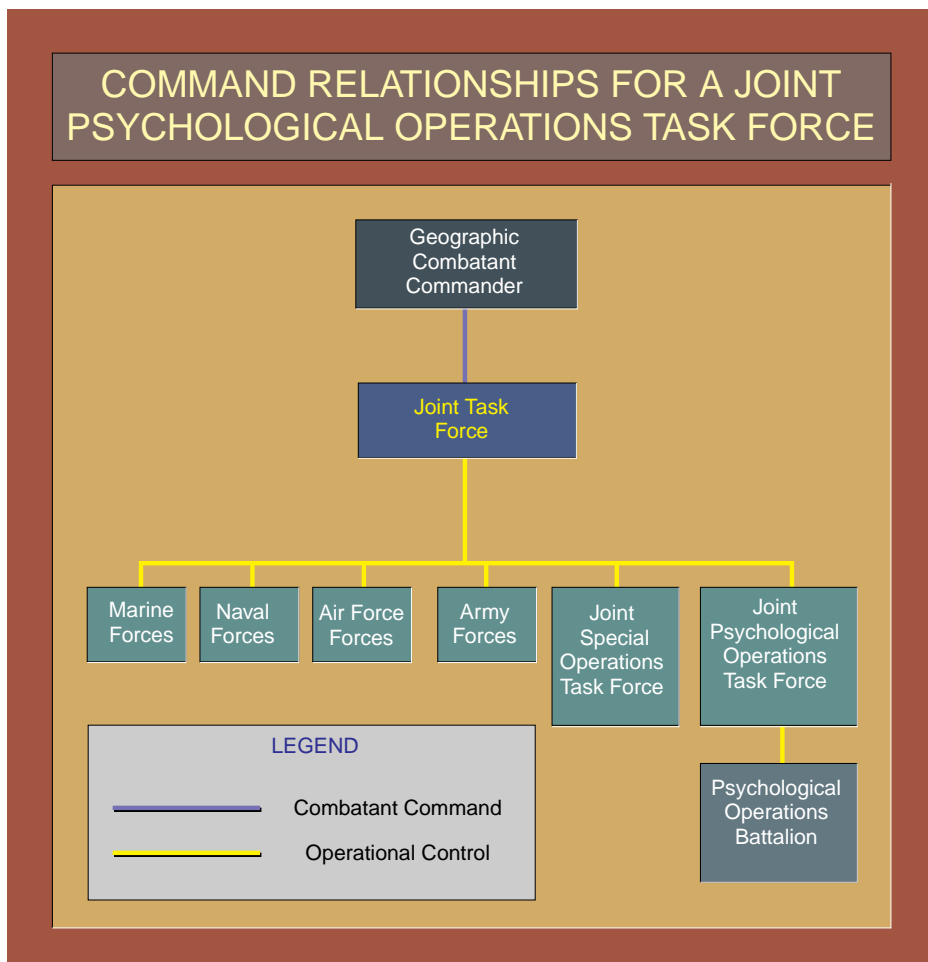 COMMAND RELATIONSHIPS FOR A JOINT
PSYCHOLOGICAL OPERATIONS TASK FORCE
Geographic
Combatant
Commander
Joint Task
Force
Marine
Forces
Naval
Forces
Air Force
Forces
Army
Forces
Joint
Special
Operations
Task Force
Joint
Psychological
Operations
Task Force
Psychological
Operations
Battalion
LEGEND
Combatant Command
Operational Control